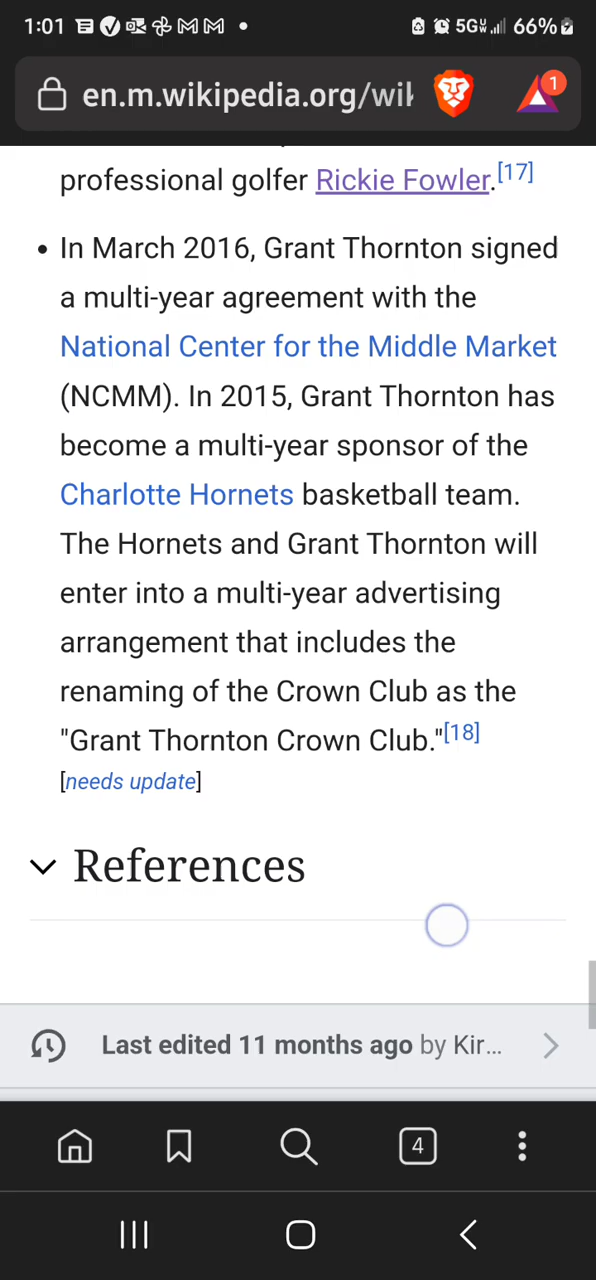 1:01 5G 66%
en.m.wikipedia.org/wik 1
professional golfer Rickie Fowler.[17]
• In March 2016, Grant Thornton signed
a multi-year agreement with the
National Center for the Middle Market
(NCMM). In 2015, Grant Thornton has
become a multi-year sponsor of the
Charlotte Hornets basketball team.
The Hornets and Grant Thornton will
enter into a multi-year advertising
arrangement that includes the
renaming of the Crown Club as the
"Grant Thornton Crown Club."[18]
[needs update]
References
Last edited 11 months ago by Kir...
4